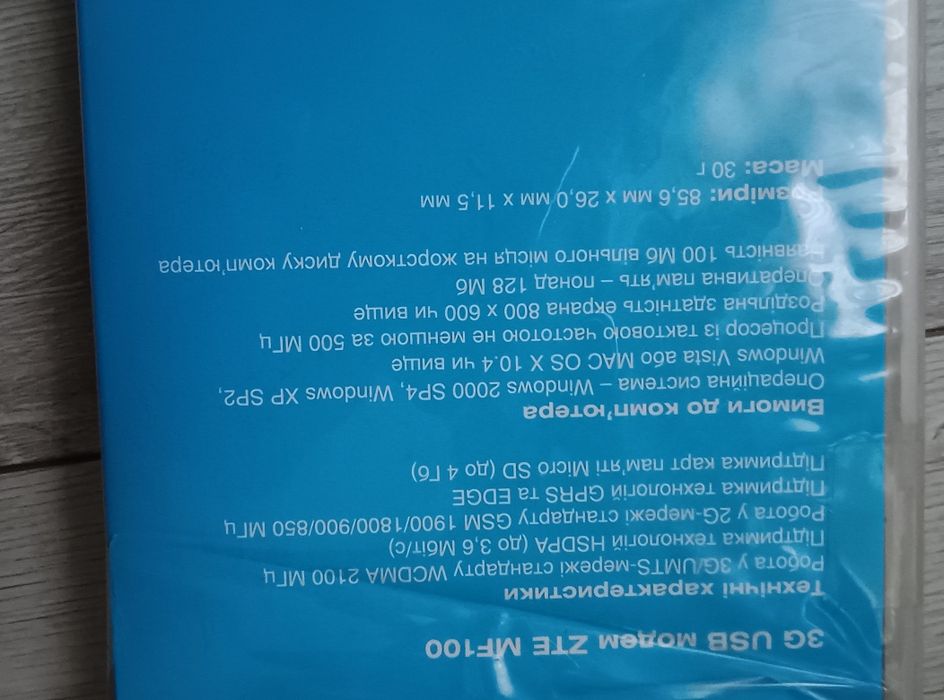 3G USB модем ZTE MF100
Технічні характеристики
Робота у 3G/UMTS-мережі стандарту WCDMA 2100 МГц
Підтримка технологій HSDPA (до 3,6 Мбіт/с)
Робота у 2G-мережі стандарту GSM 1900/1800/900/850 МГц
Підтримка технологій GPRS та EDGE
Підтримка карт пам'яті Micro SD (до 4 Гб)
Вимоги до комп'ютера
Операційна система – Windows 2000 SP4, Windows XP SP2,
Windows Vista або MAC OS X 10.4 чи вище
Процесор із тактовою частотою не меншою за 500 МГц
Роздільна здатність екрана 800 x 600 чи вище
Оперативна пам'ять – понад 128 Мб
Наявність 100 Мб вільного місця на жорсткому диску комп'ютера
Розміри: 85,6 мм x 26,0 мм x 11,5 мм
Маса: 30 г